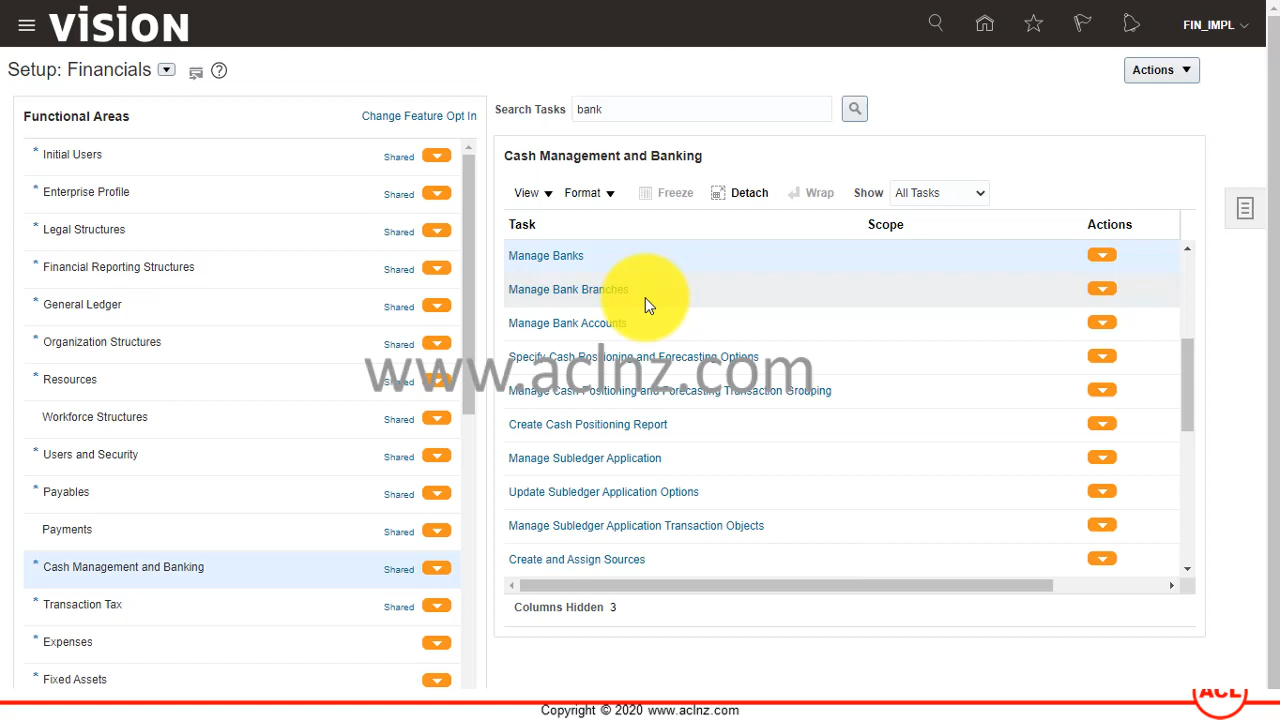 vision
FIN_IMPL
Setup: Financials
Actions
Functional Areas
Change Feature Opt In
* Initial Users Shared
* Enterprise Profile Shared
* Legal Structures Shared
* Financial Reporting Structures Shared
* General Ledger Shared
* Organization Structures Shared
* Resources Shared
Workforce Structures Shared
* Users and Security Shared
* Payables Shared
Payments Shared
* Cash Management and Banking Shared
* Transaction Tax Shared
* Expenses
* Fixed Assets
Search Tasks bank
Cash Management and Banking
View Format Freeze Detach Wrap Show All Tasks
Task Scope Actions
Manage Banks
Manage Bank Branches
Manage Bank Accounts
Specify Cash Positioning and Forecasting Options
www.aclnz.com
Manage Cash Positioning and Forecasting Transaction Grouping
Create Cash Positioning Report
Manage Subledger Application
Update Subledger Application Options
Manage Subledger Application Transaction Objects
Create and Assign Sources
Columns Hidden 3
ACL
Copyright © 2020 www.aclnz.com